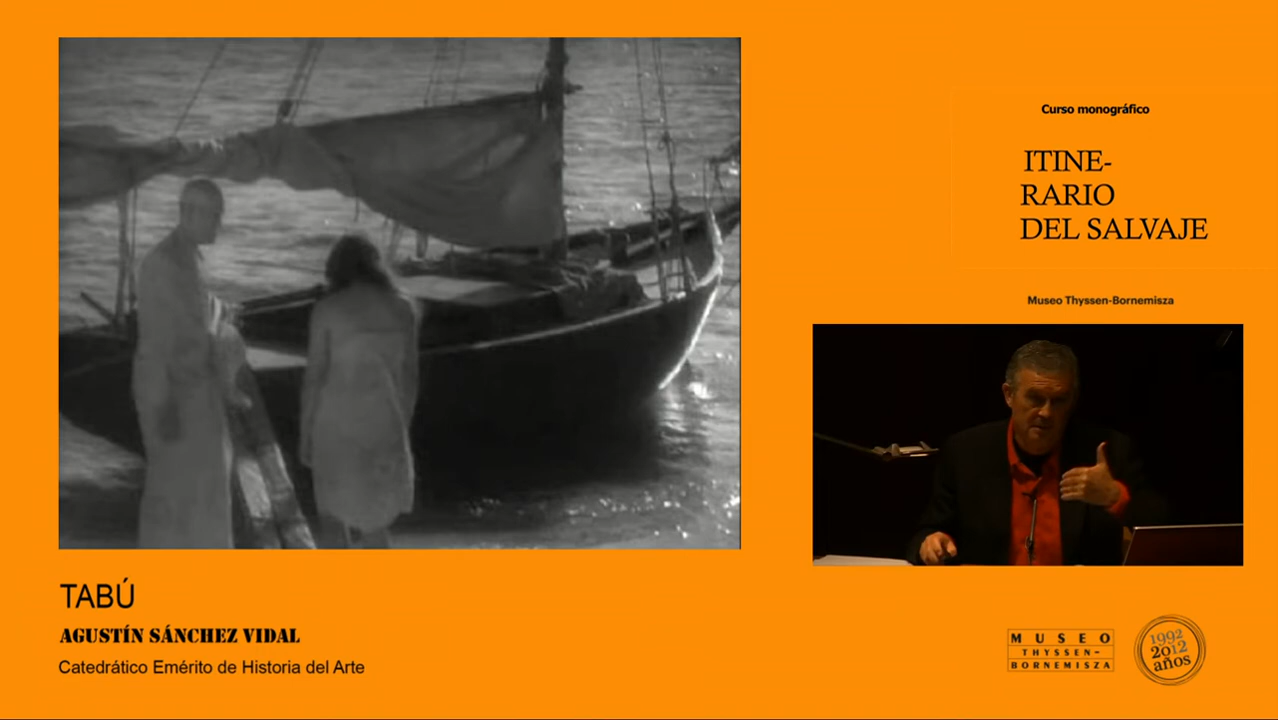 Curso monográfico
ITINE-
RARIO
DEL SALVAJE
Museo Thyssen-Bornemisza
TABÚ
AGUSTÍN SÁNCHEZ VIDAL
Catedrático Emérito de Historia del Arte
MUSEO
THYSSEN-
BORNEMISZA
1992
2012
años